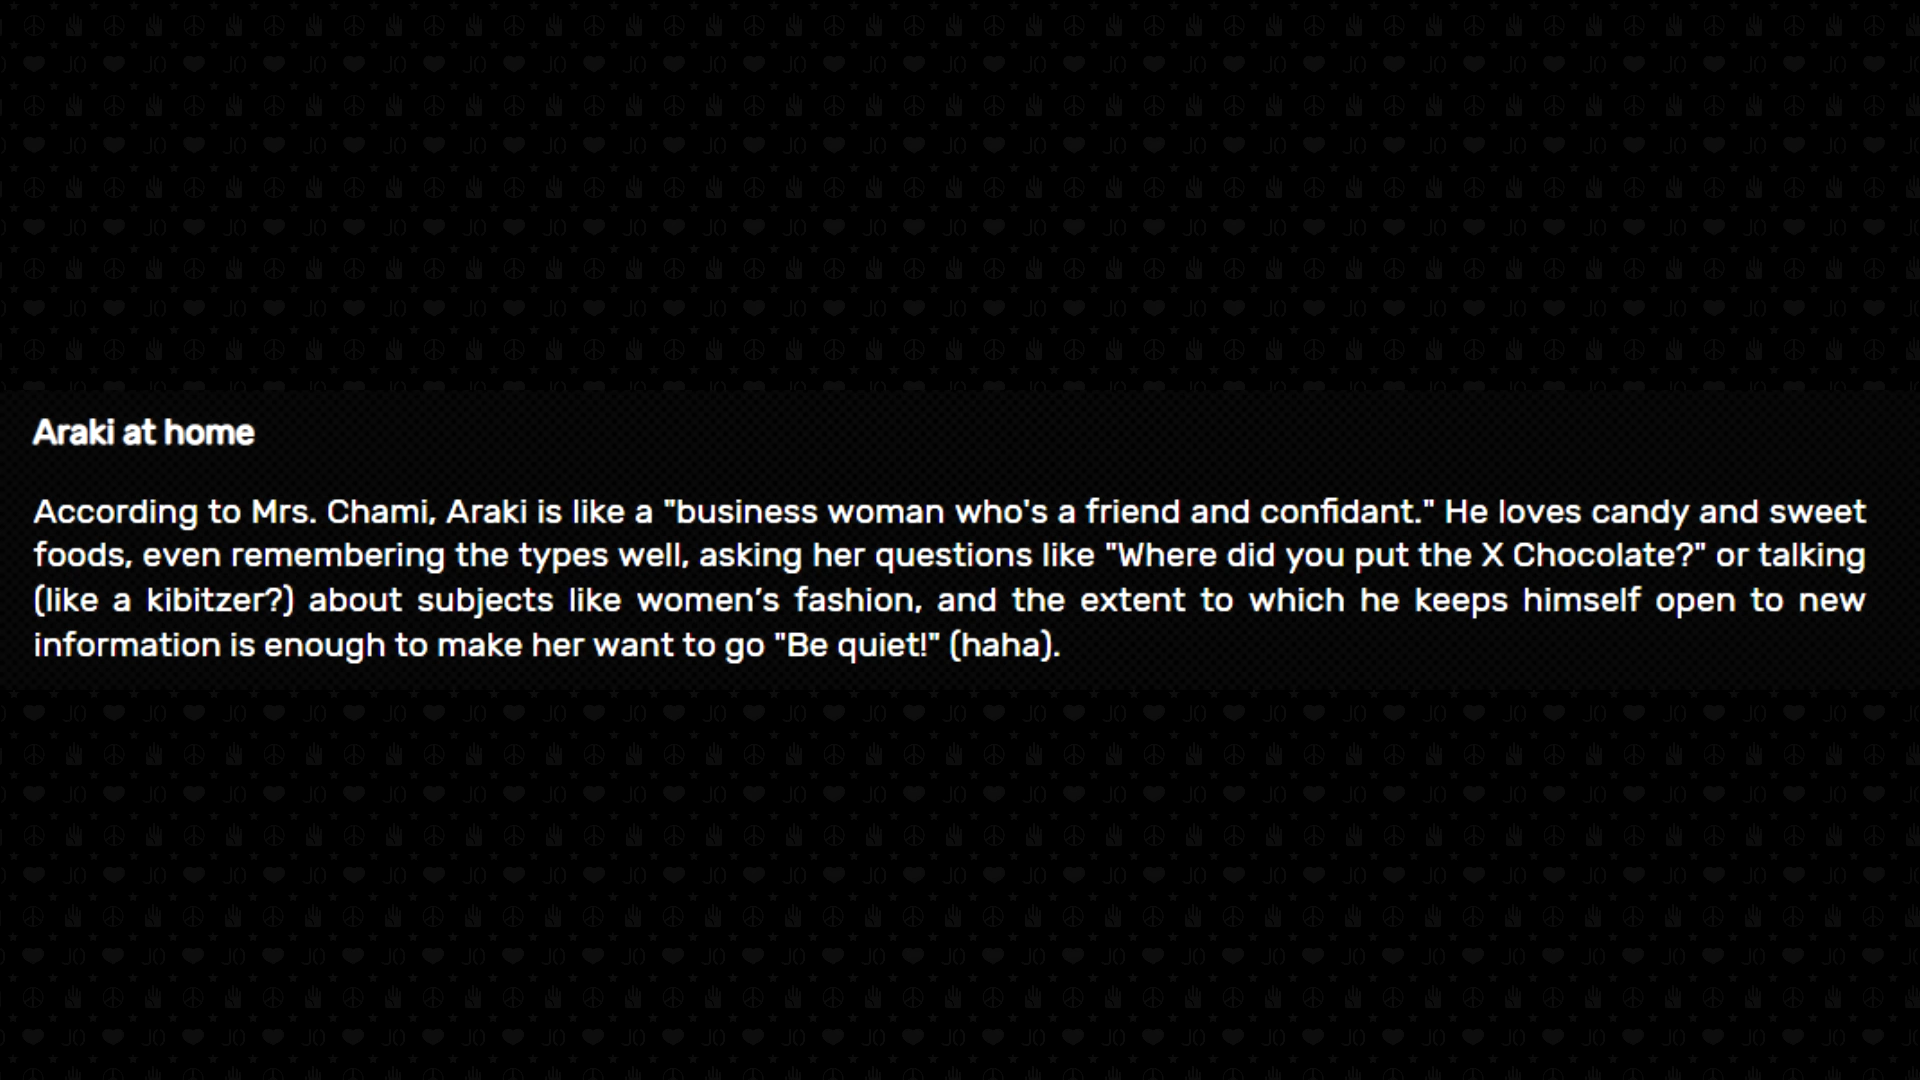 Araki at home
According to Mrs. Chami, Araki is like a "business woman who's a friend and confidant." He loves candy and sweet
foods, even remembering the types well, asking her questions like "Where did you put the X Chocolate?" or talking
(like a kibitzer?) about subjects like women’s fashion, and the extent to which he keeps himself open to new
information is enough to make her want to go "Be quiet!" (haha).